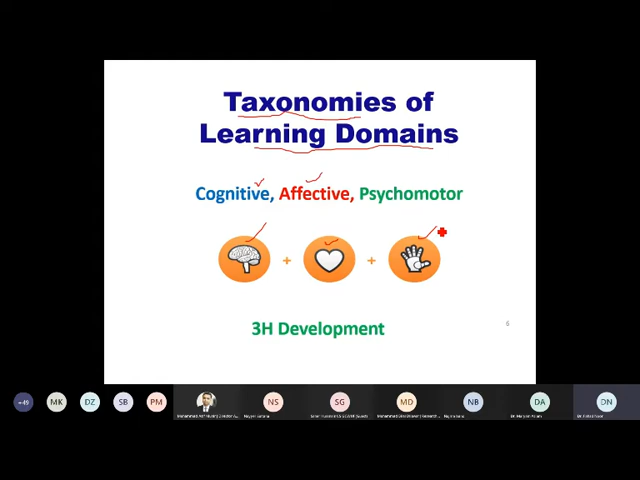 Taxonomies of
Learning Domains
Cognitive, Affective, Psychomotor
+ +
3H Development
6
+49 MK DZ SB PM NS SG MD NB DA DN